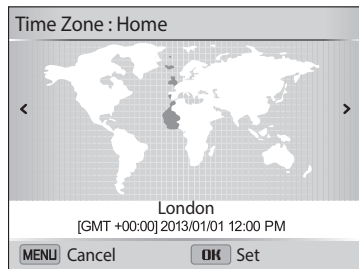 Time Zone : Home
London
[GMT +00:00] 2013/01/01 12:00 PM
MENU Cancel OK Set